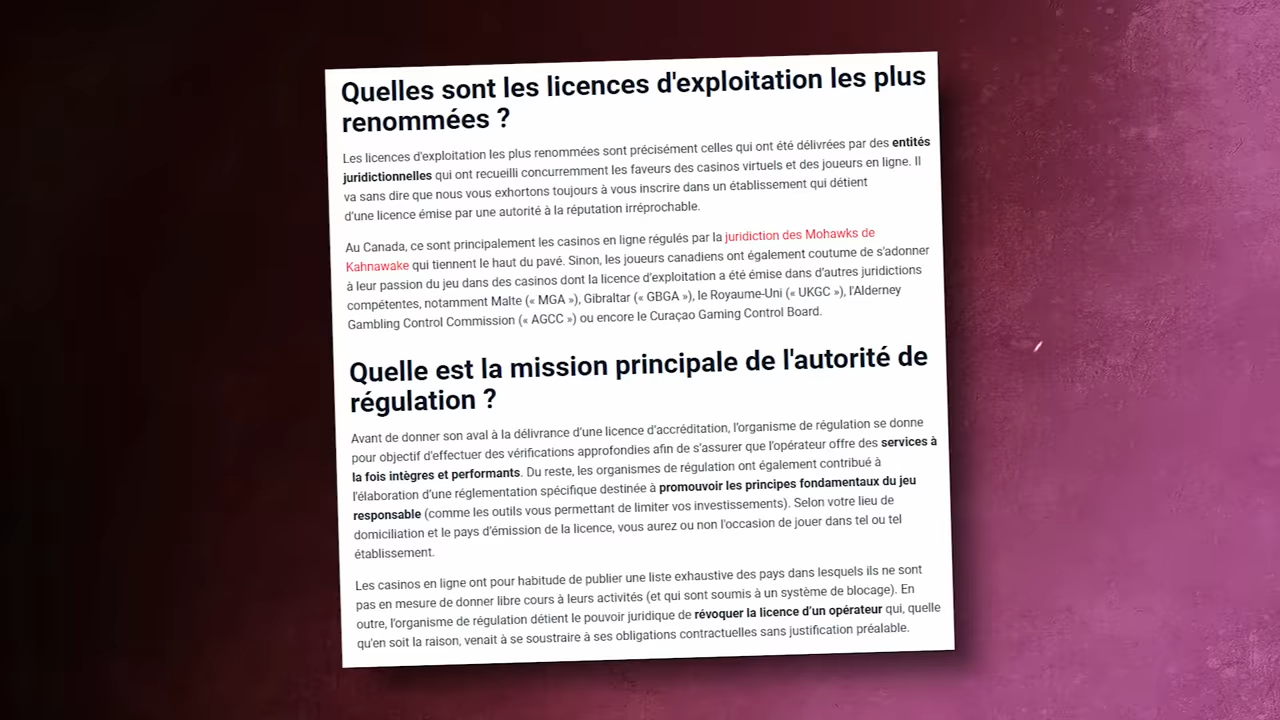 Quelles sont les licences d'exploitation les plus
renommées ?
Les licences d'exploitation les plus renommées sont précisément celles qui ont été délivrées par des entités
juridictionnelles qui ont recueilli concurremment les faveurs des casinos virtuels et des joueurs en ligne. Il
va sans dire que nous vous exhortons toujours à vous inscrire dans un établissement qui détient
d'une licence émise par une autorité à la réputation irréprochable.
Au Canada, ce sont principalement les casinos en ligne régulés par la juridiction des Mohawks de
Kahnawake qui tiennent le haut du pavé. Sinon, les joueurs canadiens ont également coutume de s'adonner
à leur passion du jeu dans des casinos dont la licence d'exploitation a été émise dans d'autres juridictions
compétentes, notamment Malte (« MGA »), Gibraltar (« GBGA »), le Royaume-Uni (« UKGC »), l'Alderney
Gambling Control Commission (« AGCC ») ou encore le Curaçao Gaming Control Board.
Quelle est la mission principale de l'autorité de
régulation ?
Avant de donner son aval à la délivrance d'une licence d'accréditation, l'organisme de régulation se donne
pour objectif d'effectuer des vérifications approfondies afin de s'assurer que l'opérateur offre des services à
la fois intègres et performants. Du reste, les organismes de régulation ont également contribué à
l'élaboration d'une réglementation spécifique destinée à promouvoir les principes fondamentaux du jeu
responsable (comme les outils vous permettant de limiter vos investissements). Selon votre lieu de
domiciliation et le pays d'émission de la licence, vous aurez ou non l'occasion de jouer dans tel ou tel
établissement.
Les casinos en ligne ont pour habitude de publier une liste exhaustive des pays dans lesquels ils ne sont
pas en mesure de donner libre cours à leurs activités (et qui sont soumis à un système de blocage). En
outre, l'organisme de régulation détient le pouvoir juridique de révoquer la licence d'un opérateur qui, quelle
qu'en soit la raison, venait à se soustraire à ses obligations contractuelles sans justification préalable.